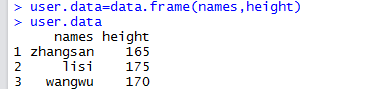 > user.data=data.frame(names,height)
> user.data
     names height
1 zhangsan    165
2     lisi    175
3   wangwu    170